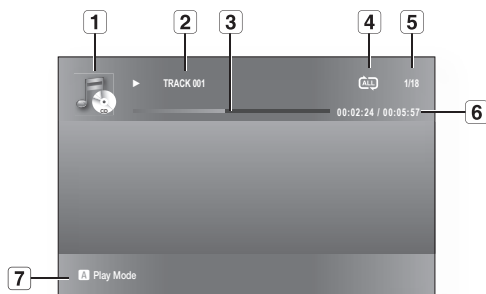 1 2 3 4 5
TRACK 001 ALL 1/18
CD
00:02:24 / 00:05:57 6
7 A Play Mode